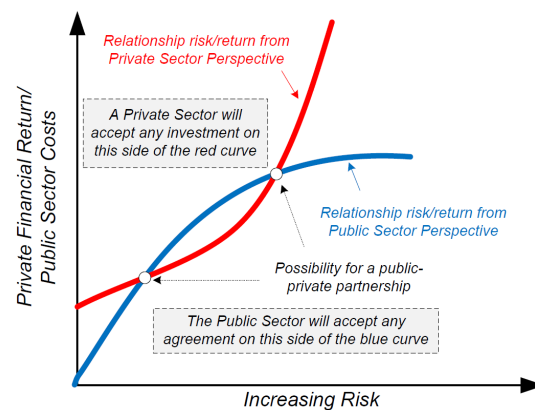 Relationship risk/return from
Private Sector Perspective
A Private Sector will
accept any investment on
this side of the red curve
Relationship risk/return from
Public Sector Perspective
Possibility for a public-
private partnership
The Public Sector will accept any
agreement on this side of the blue curve
Private Financial Return/
Public Sector Costs
Increasing Risk